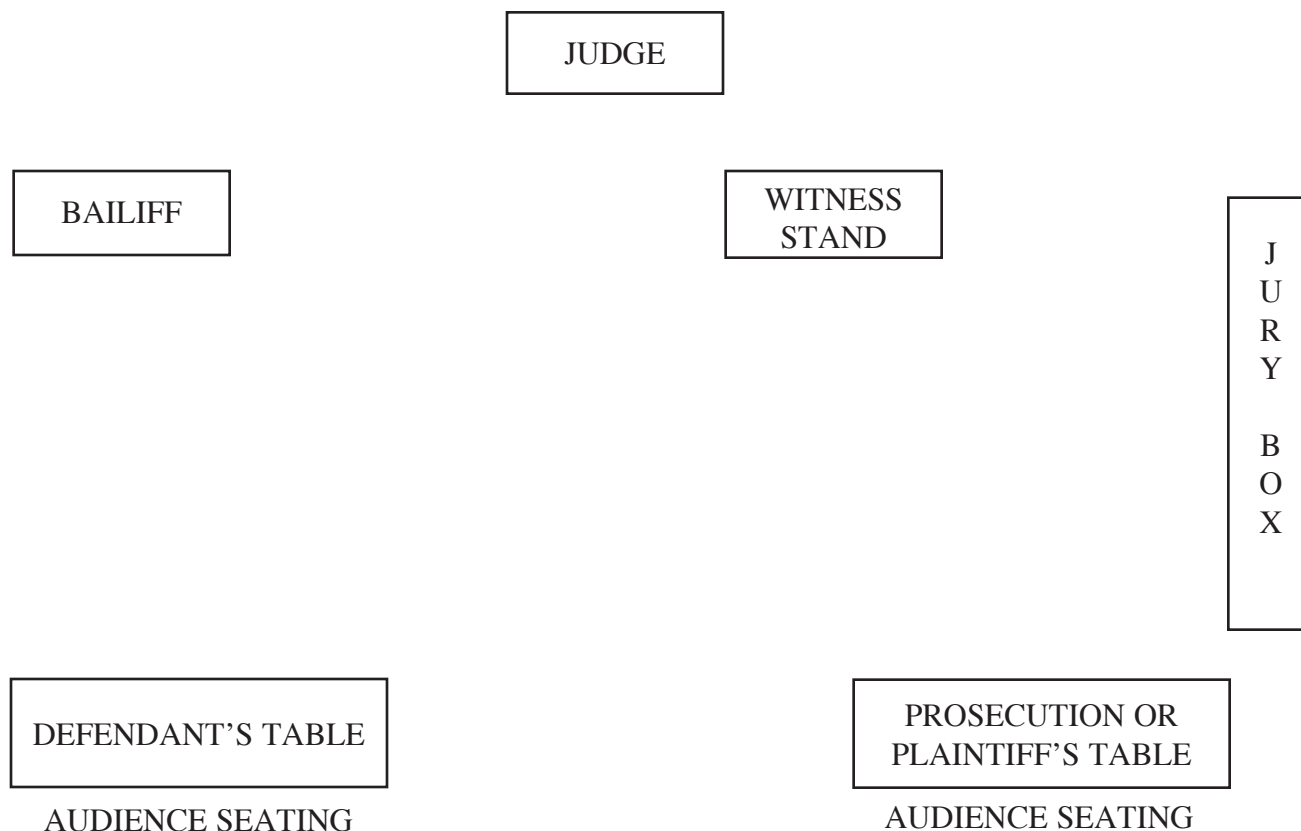 JUDGE
BAILIFF
WITNESS
STAND
J
U
R
Y
B
O
X
DEFENDANT’S TABLE
PROSECUTION OR
PLAINTIFF’S TABLE
AUDIENCE SEATING
AUDIENCE SEATING